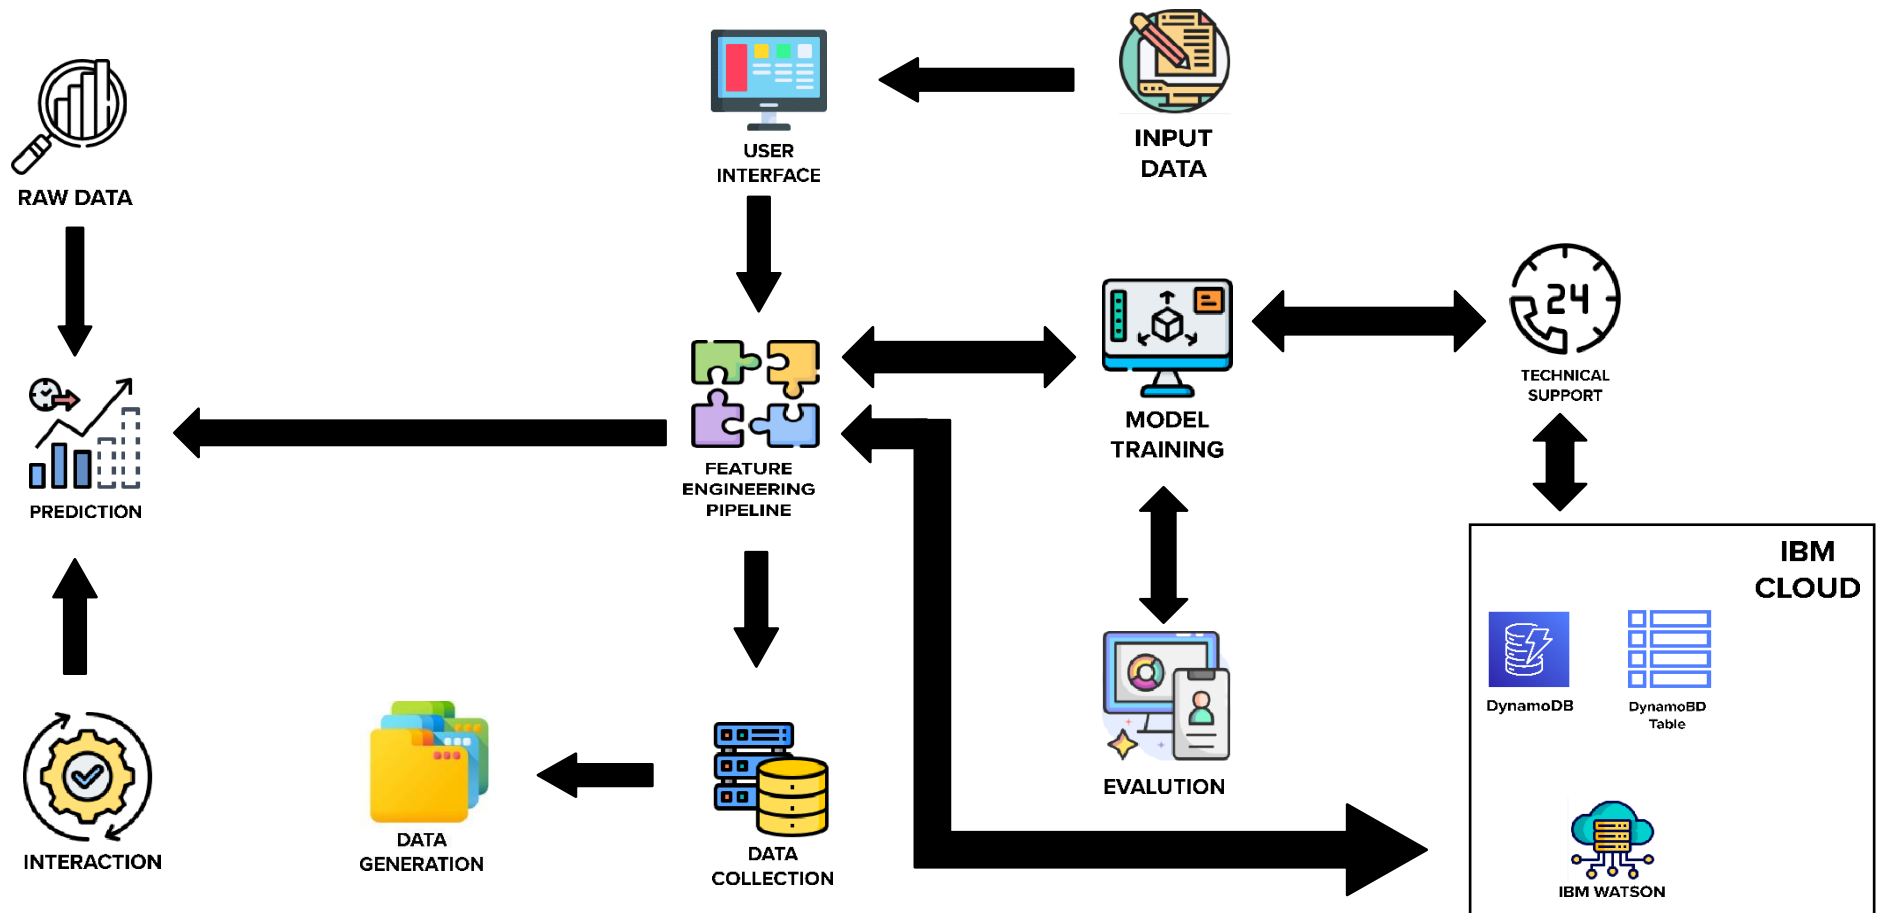 INPUT
DATA
USER
INTERFACE
RAW DATA
24
TECHNICAL
SUPPORT
MODEL
TRAINING
FEATURE
ENGINEERING
PIPELINE
PREDICTION
IBM
CLOUD
DynamoDB
DynamoBD
Table
EVALUTION
DATA
GENERATION
DATA
COLLECTION
INTERACTION
IBM WATSON